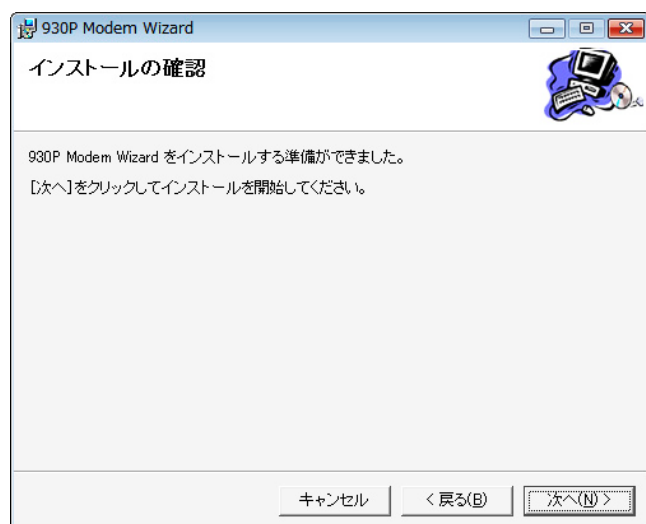 930P Modem Wizard
インストールの確認
930P Modem Wizard をインストールする準備ができました。
[次へ]をクリックしてインストールを開始してください。
キャンセル
< 戻る(B)
次へ(N) >